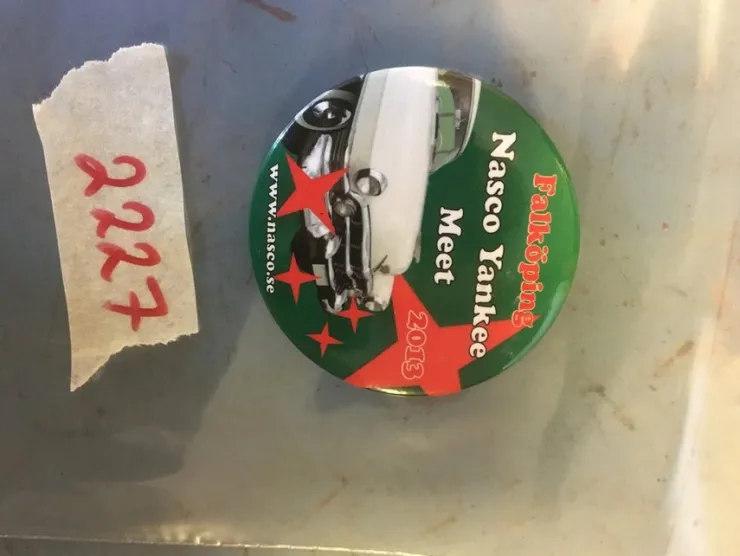 2227
Falköping
Nasco Yankee
Meet
2013
www.nasco.se